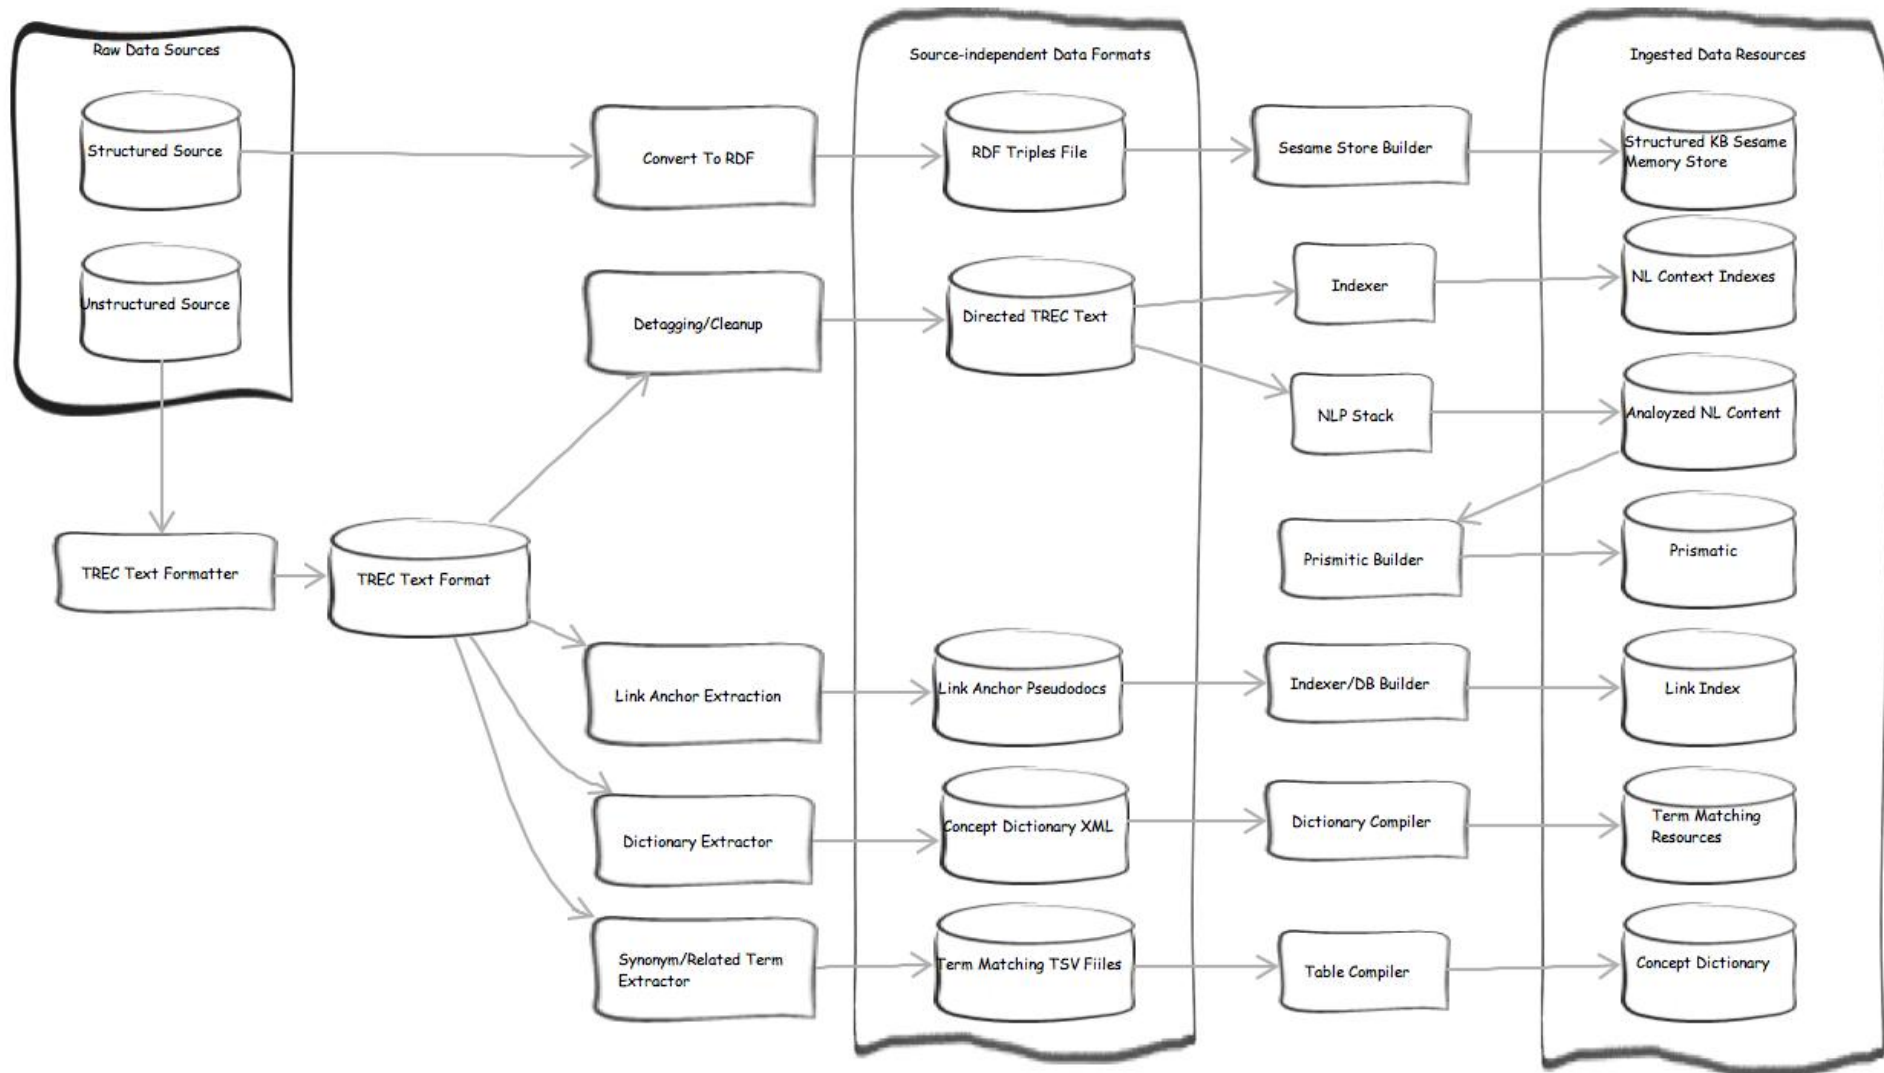 Raw Data Sources
Source-independent Data Formats
Ingested Data Resources
Structured Source
Convert To RDF
RDF Triples File
Sesame Store Builder
Structured KB Sesame
Memory Store
Unstructured Source
Detagging/Cleanup
Directed TREC Text
Indexer
NL Context Indexes
NLP Stack
Analoyzed NL Content
TREC Text Formatter
TREC Text Format
Prismitic Builder
Prismatic
Link Anchor Extraction
Link Anchor Pseudodocs
Indexer/DB Builder
Link Index
Dictionary Extractor
Concept Dictionary XML
Dictionary Compiler
Term Matching
Resources
Synonym/Related Term
Extractor
Term Matching TSV Fiiles
Table Compiler
Concept Dictionary